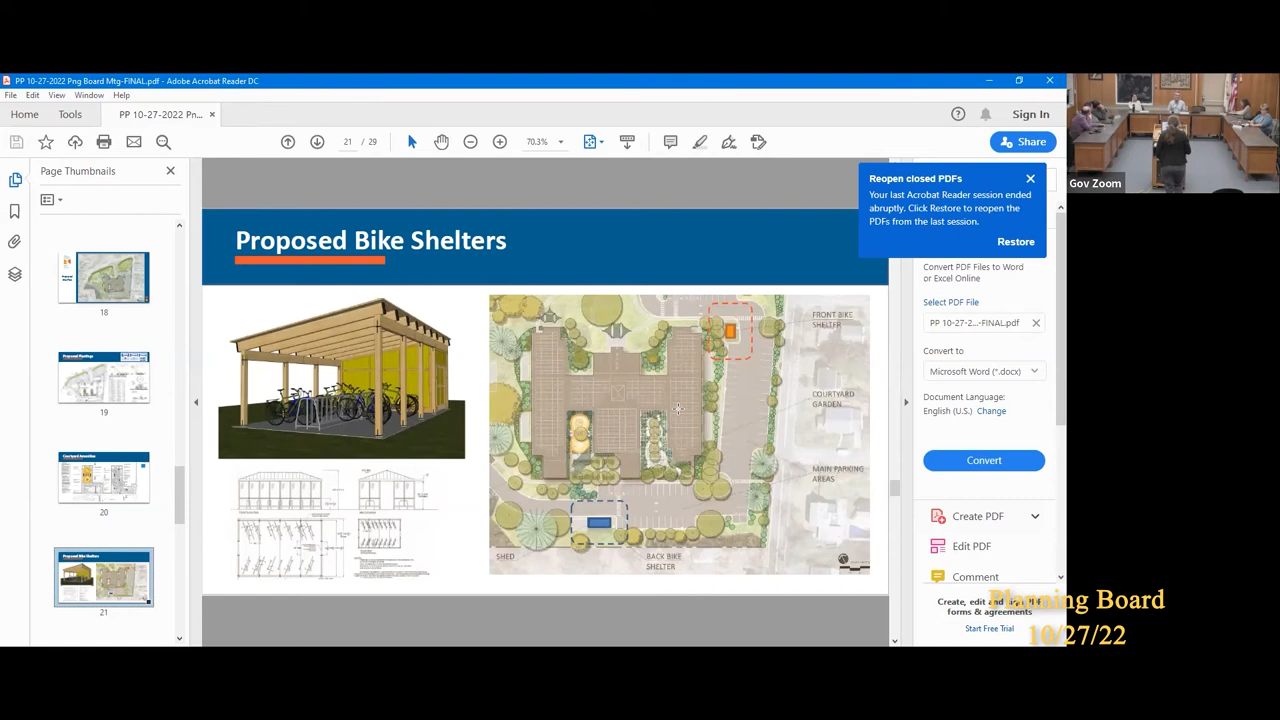 PP 10-27-2022 Png Board Mtg-FINAL.pdf - Adobe Acrobat Reader DC
File Edit View Window Help
Home Tools PP 10-27-2022 Pn... × ? Sign In
21 / 29 70.3% Share
Page Thumbnails
18
19
20
21
Proposed Bike Shelters
FRONT BIKE
SHELTER
COURTYARD
GARDEN
MAIN PARKING
AREAS
SHED
BACK BIKE
SHELTER
Reopen closed PDFs
Your last Acrobat Reader session ended
abruptly. Click Restore to reopen the
PDFs from the last session.
Restore
Convert PDF Files to Word
or Excel Online
Select PDF File
PP 10-27-2...-FINAL.pdf
Convert to
Microsoft Word (*.docx)
Document Language:
English (U.S.) Change
Convert
Create PDF
Edit PDF
Comment
Create, edit and sign PDF
forms & agreements
Start Free Trial
Gov Zoom
Planning Board
10/27/22